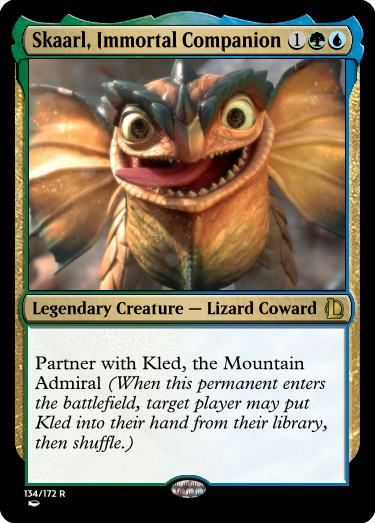 Skaarl, Immortal Companion 1
Legendary Creature — Lizard Coward
Partner with Kled, the Mountain
Admiral (When this permanent enters
the battlefield, target player may put
Kled into their hand from their library,
then shuffle.)
134/172 R